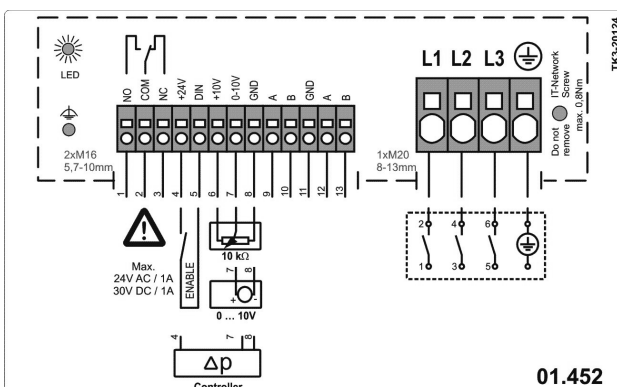 TK3-20124
LED
NO
COM
NC
+24V
DIN
+10V
0-10V
GND
A
B
GND
A
B
L1 L2 L3
IT-Network
Screw
Do not
remove
max. 0,8Nm
2xM16
5,7-10mm
1xM20
8-13mm
1 2 3 4 5 6 7 8 9 10 11 12 13
Max.
24V AC / 1A
30V DC / 1A
ENABLE
10 kΩ
7 8
+ -
0 ... 10V
4 7 8
Δp
Controller
2 4 6
1 3 5
01.452